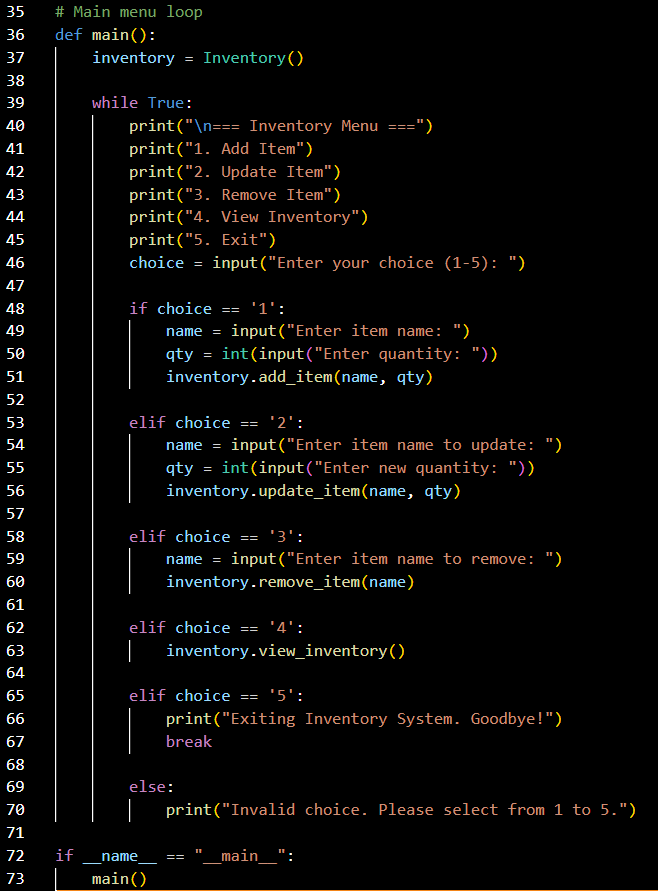 35 # Main menu loop
36 def main():
37     inventory = Inventory()
38
39     while True:
40         print("\n=== Inventory Menu ===")
41         print("1. Add Item")
42         print("2. Update Item")
43         print("3. Remove Item")
44         print("4. View Inventory")
45         print("5. Exit")
46         choice = input("Enter your choice (1-5): ")
47
48         if choice == '1':
49             name = input("Enter item name: ")
50             qty = int(input("Enter quantity: "))
51             inventory.add_item(name, qty)
52
53         elif choice == '2':
54             name = input("Enter item name to update: ")
55             qty = int(input("Enter new quantity: "))
56             inventory.update_item(name, qty)
57
58         elif choice == '3':
59             name = input("Enter item name to remove: ")
60             inventory.remove_item(name)
61
62         elif choice == '4':
63             inventory.view_inventory()
64
65         elif choice == '5':
66             print("Exiting Inventory System. Goodbye!")
67             break
68
69         else:
70             print("Invalid choice. Please select from 1 to 5.")
71
72 if __name__ == "__main__":
73     main()